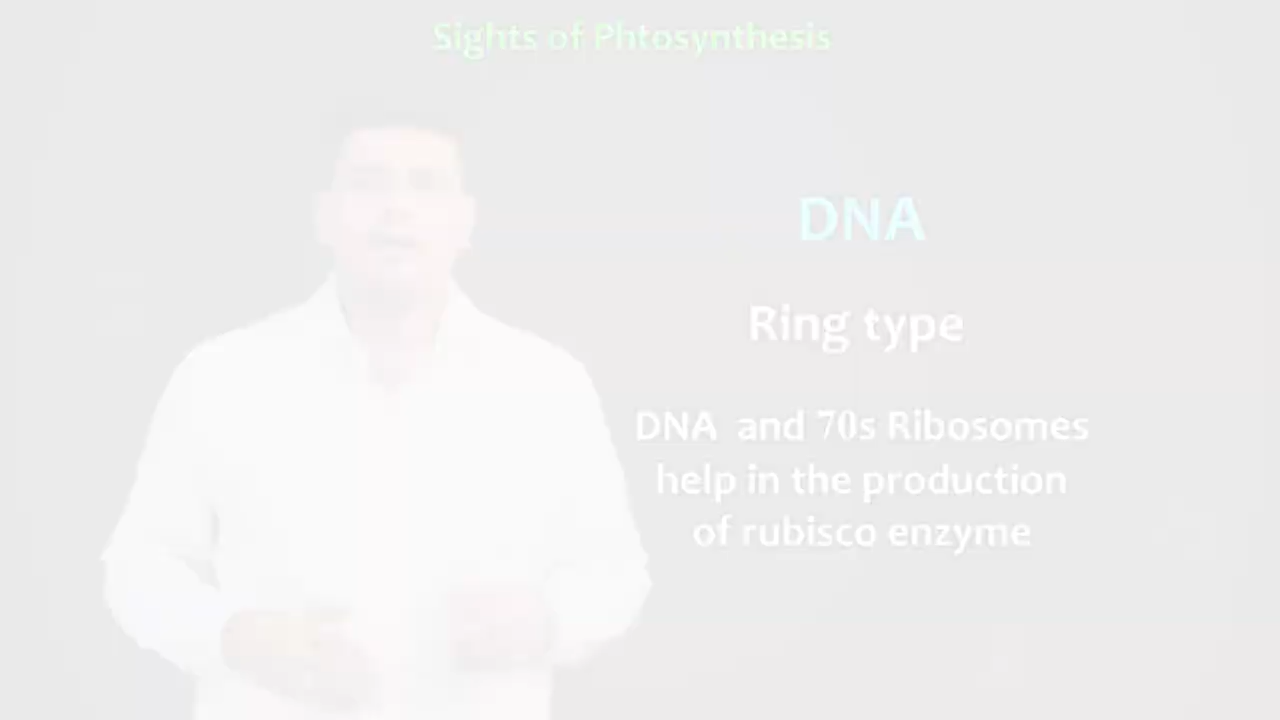 Sights of Phtosynthesis
DNA
Ring type
DNA and 70s Ribosomes
help in the production
of rubisco enzyme